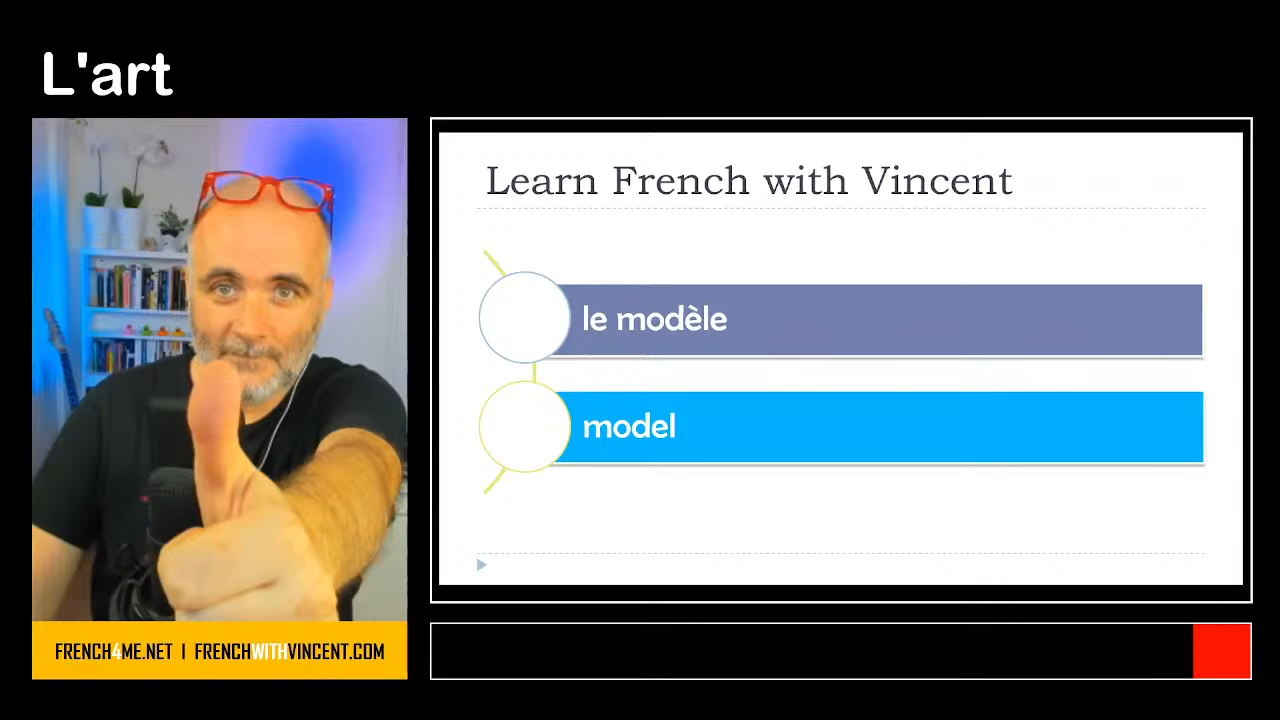 L'art
Learn French with Vincent
le modèle
model
FRENCH4ME.NET | FRENCHWITHVINCENT.COM